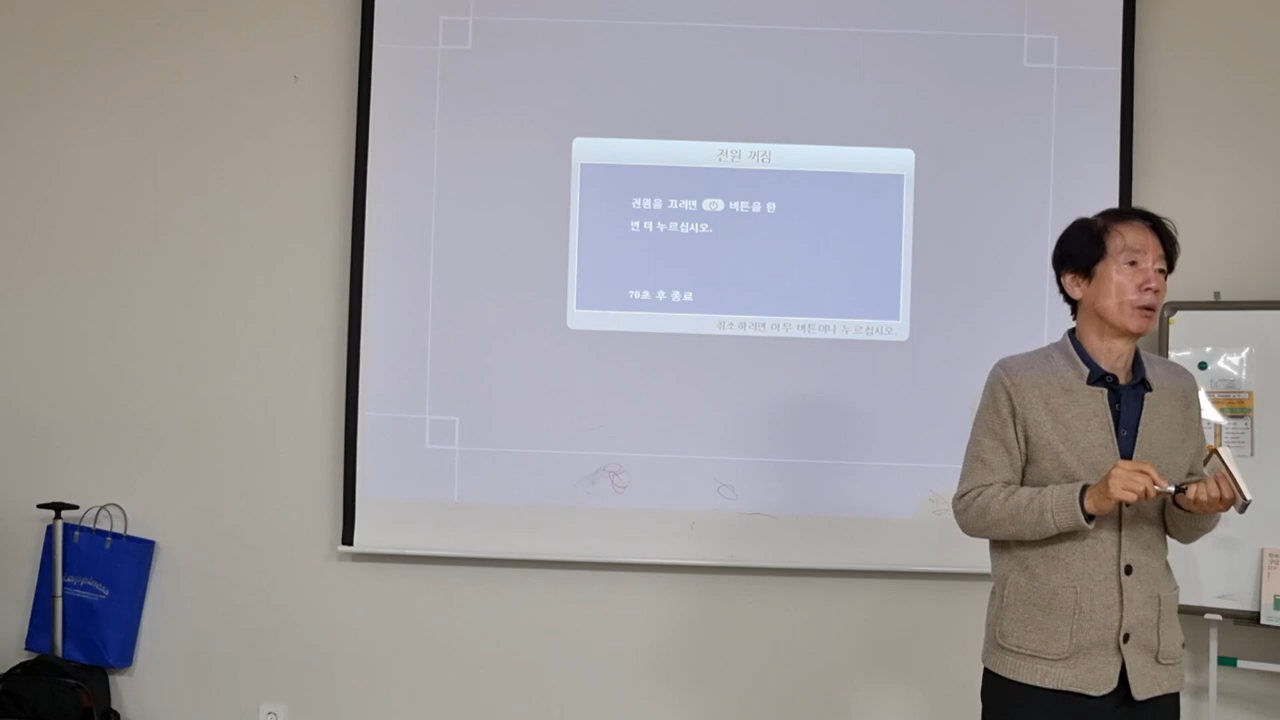 전원 꺼짐
전원을 끄려면 버튼을 한
번 더 누르십시오.
70초 후 종료
취소하려면 아무 버튼이나 누르십시오.
Happiness